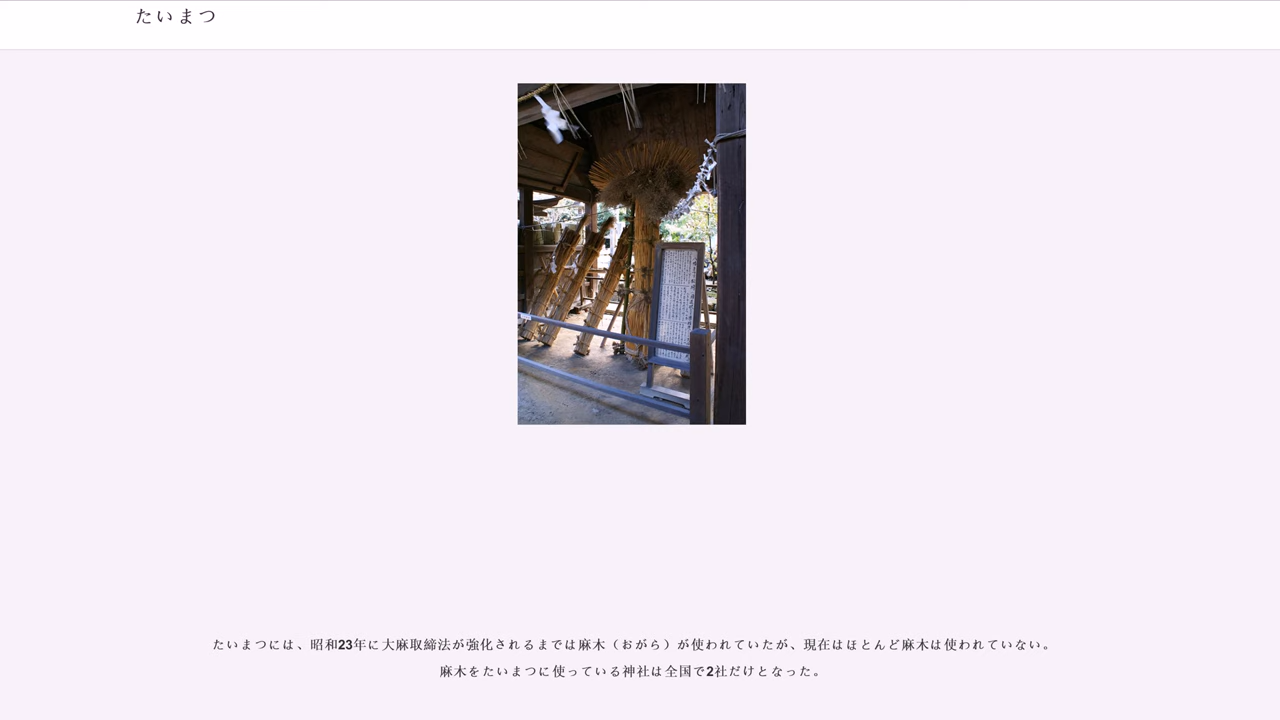 たいまつ
たいまつには、昭和23年に大麻取締法が強化されるまでは麻木（おがら）が使われていたが、現在はほとんど麻木は使われていない。
麻木をたいまつに使っている神社は全国で2社だけとなった。